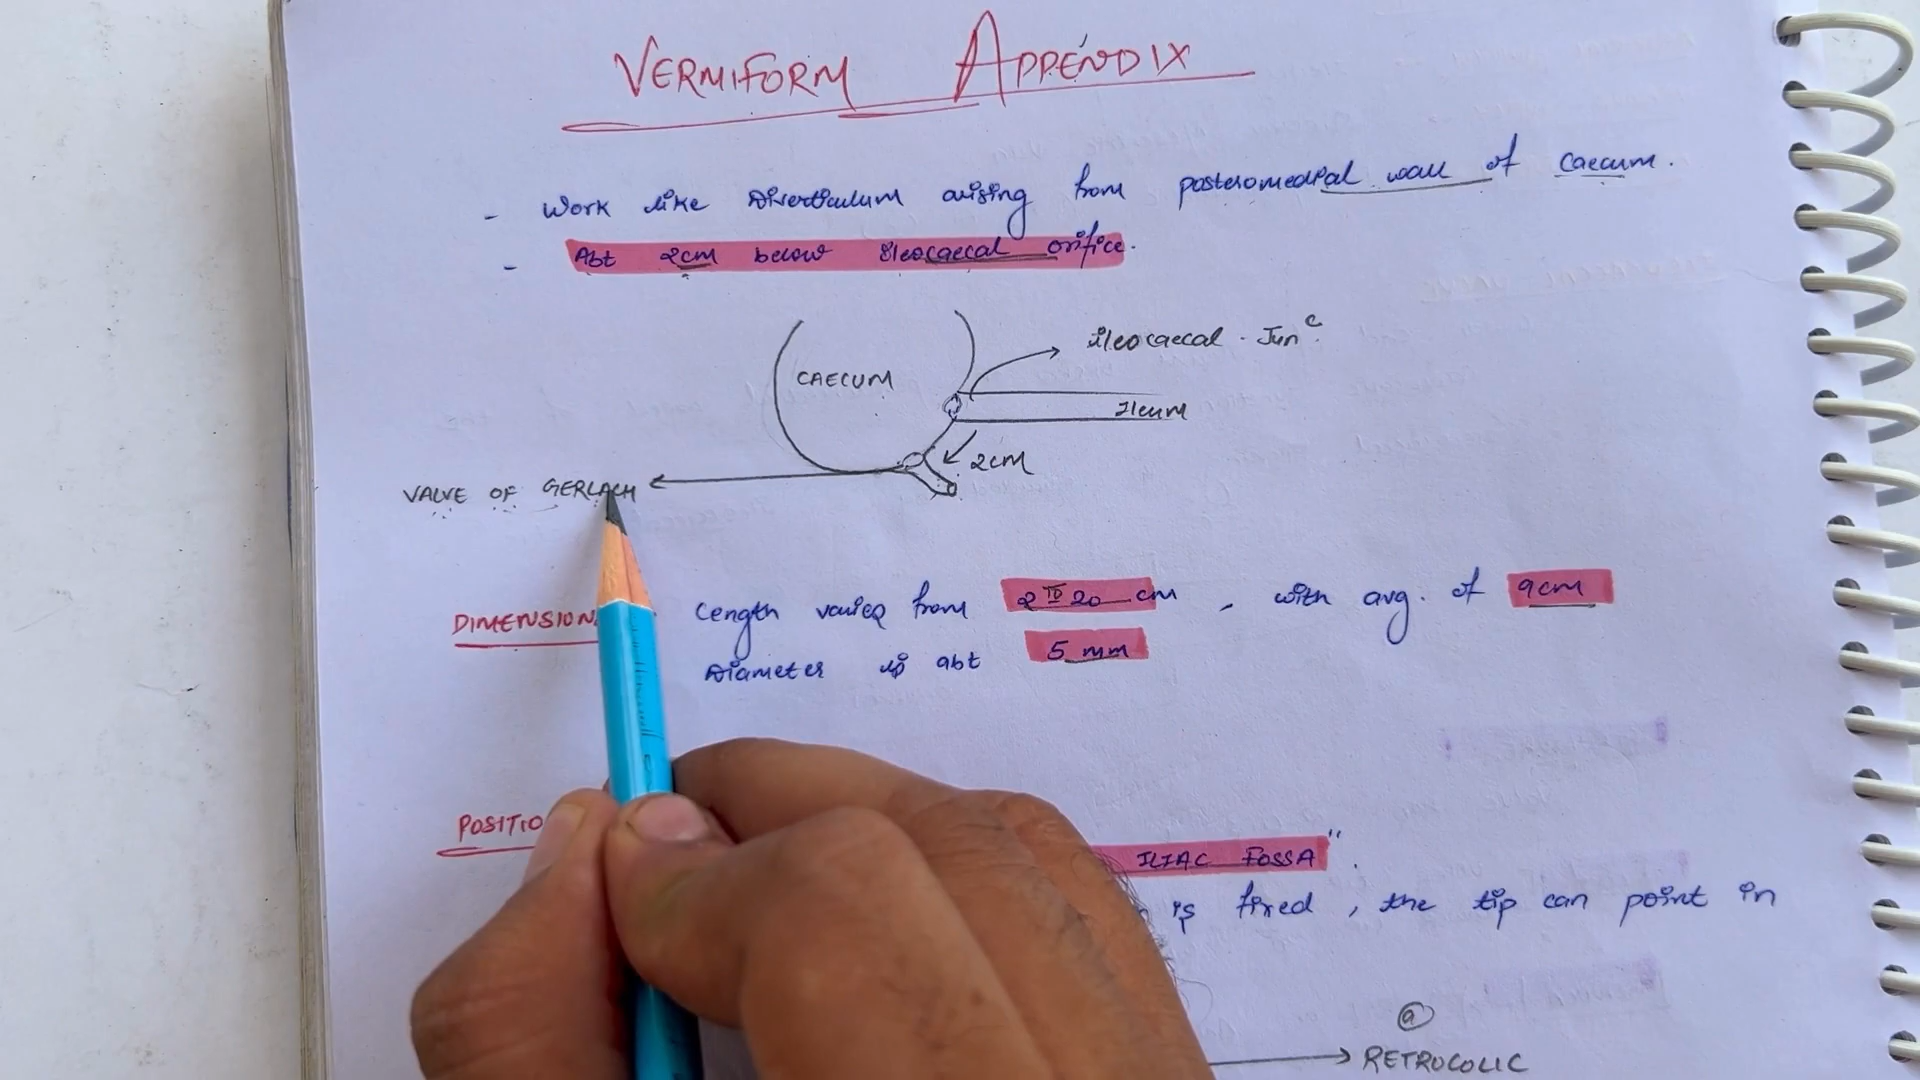 VERMIFORM APPENDIX
- Work like Diverticulum arising from posteromedial wall of Caecum.
- Abt 2cm below ileocaecal orifice.
ileocaecal . Junc.
CAECUM
Ileum
2cm
VALVE OF GERLACH
DIMENSION Length varies from 2 TO 20 cm - with avg. of 9cm
Diameter is abt 5 mm
POSITIO ILIAC FOSSA" .
is fixed , the tip can point in
a
RETROCOLIC